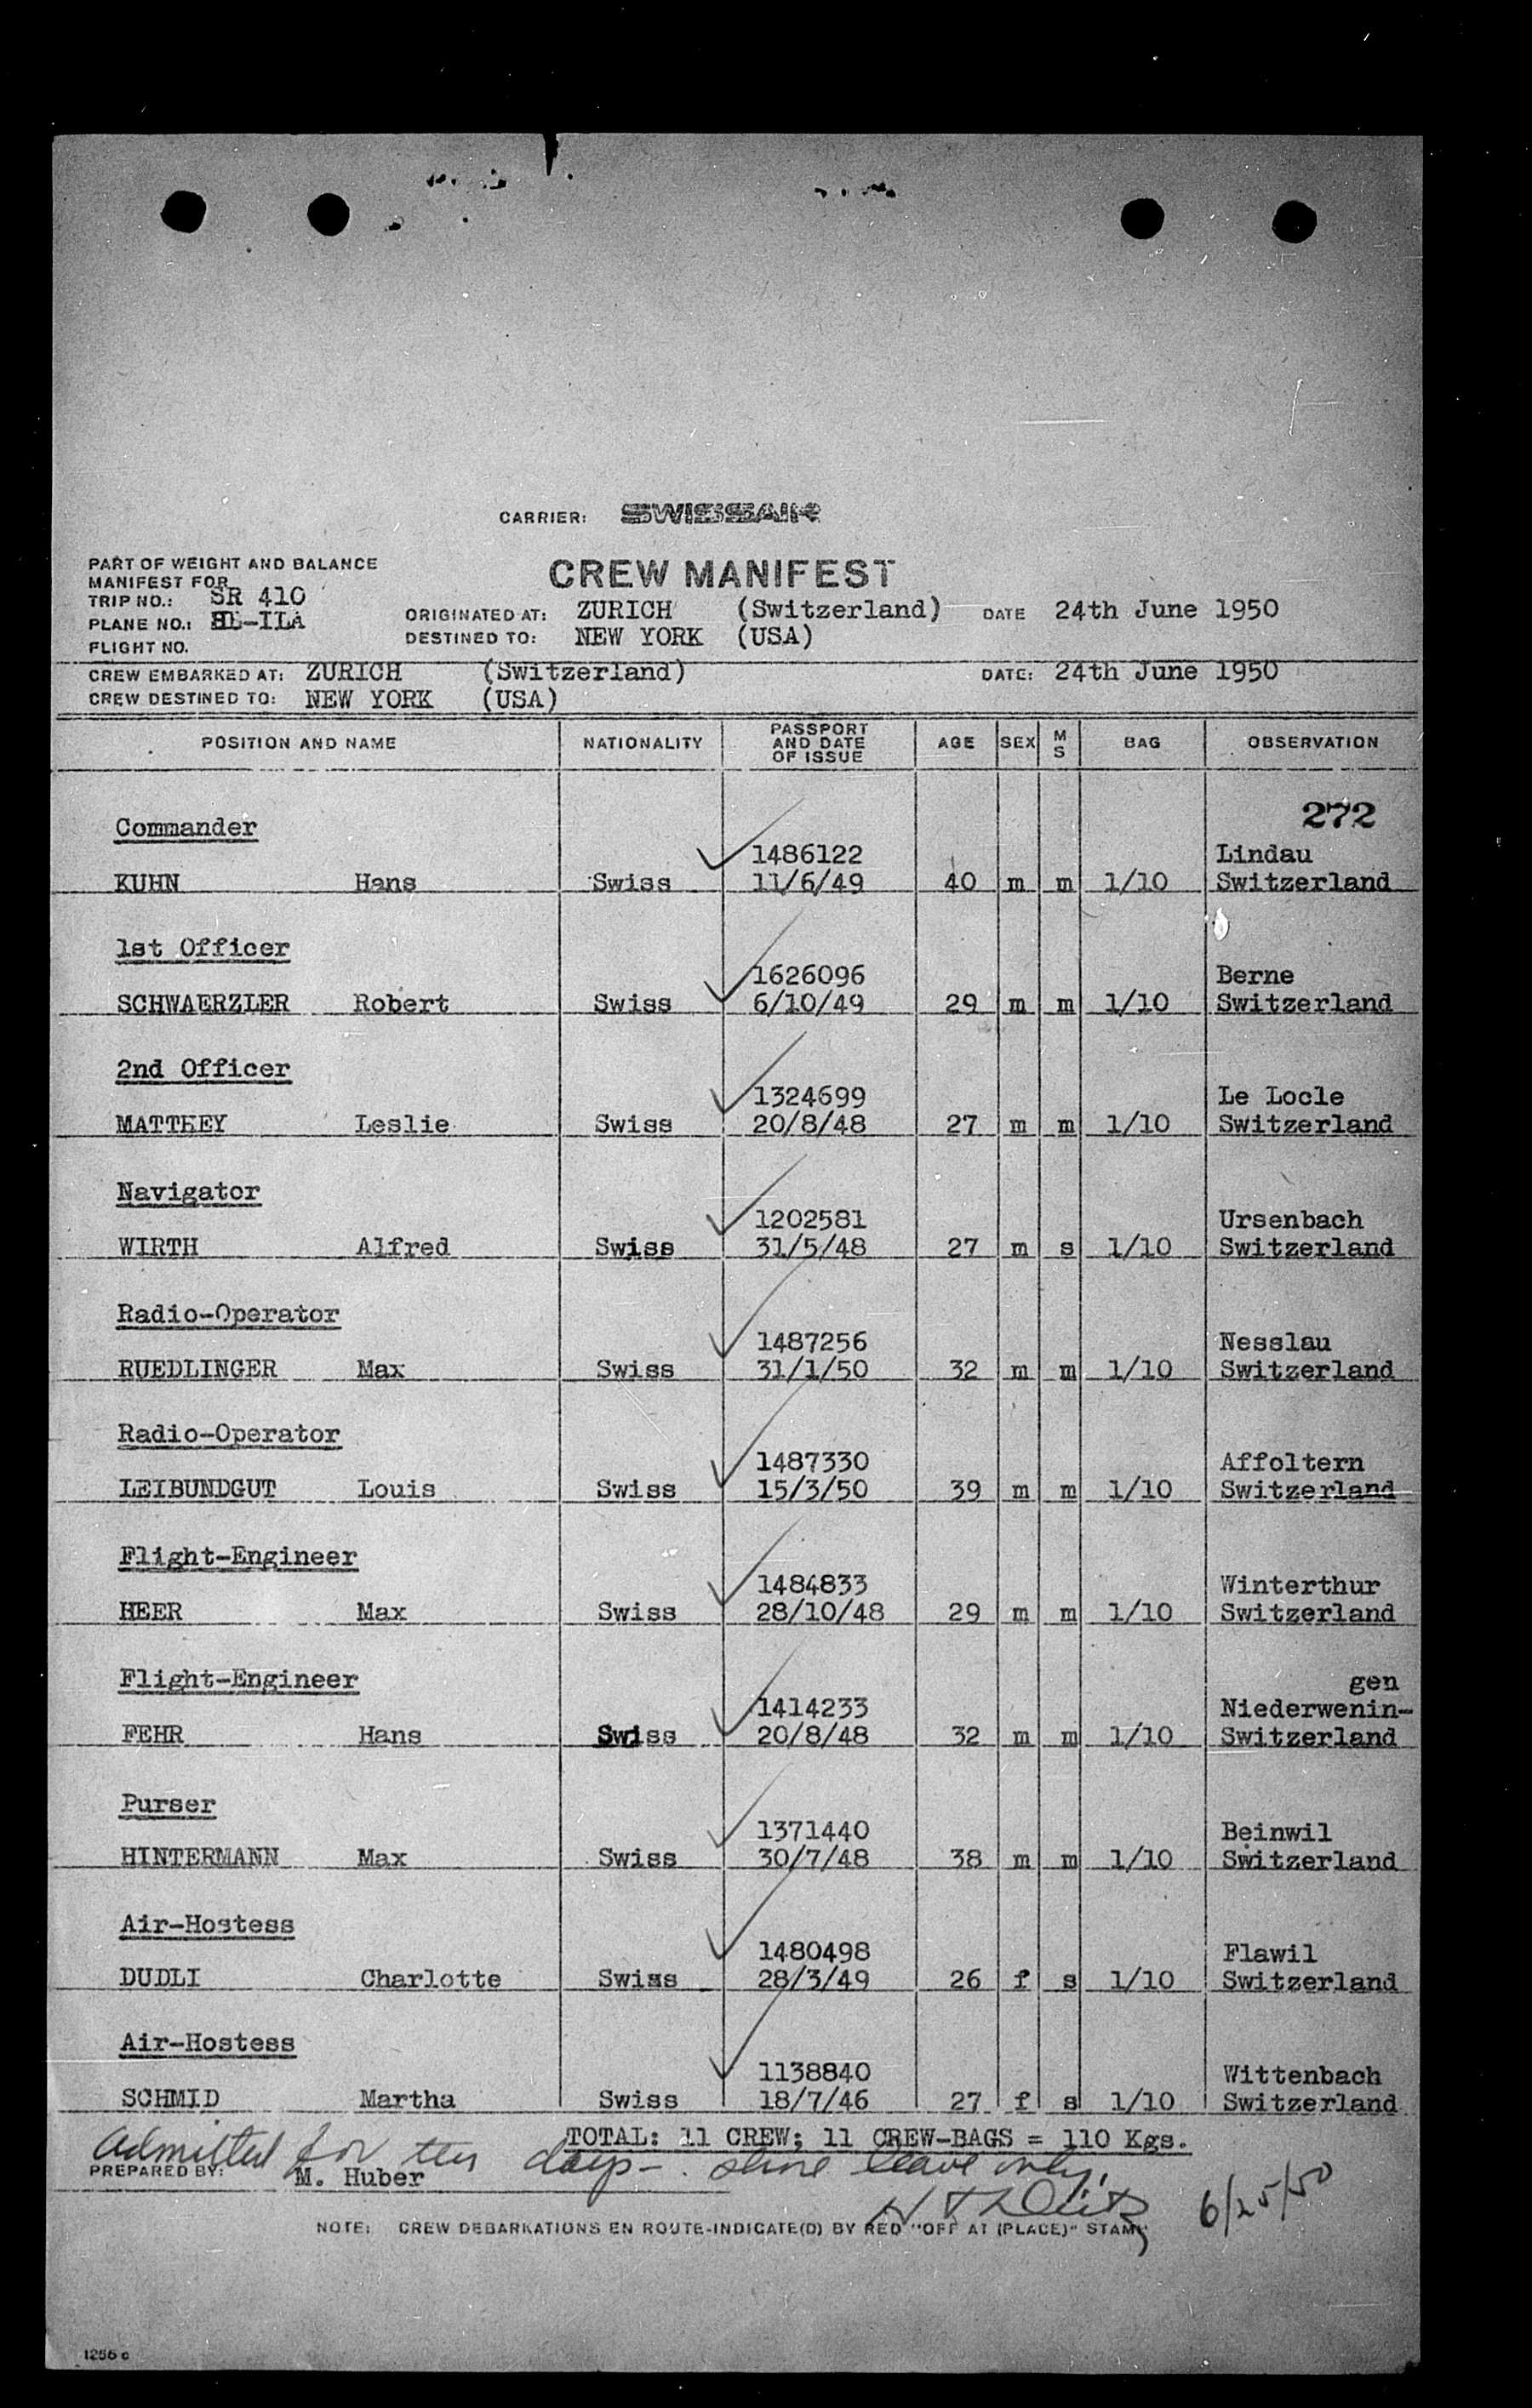 CARRIER: SWISSAIR
PART OF WEIGHT AND BALANCE
MANIFEST FOR
CREW MANIFEST
TRIP NO.: SR 410
PLANE NO.: HB-ILA
FLIGHT NO.
ORIGINATED AT: ZURICH (Switzerland) DATE 24th June 1950
DESTINED TO: NEW YORK (USA)
CREW EMBARKED AT: ZURICH (Switzerland) DATE: 24th June 1950
CREW DESTINED TO: NEW YORK (USA)
POSITION AND NAME NATIONALITY PASSPORT AND DATE OF ISSUE AGE SEX M S BAG OBSERVATION
272
Commander
1486122 Lindau
KUHN Hans Swiss 11/6/49 40 m m 1/10 Switzerland
1st Officer
1626096 Berne
SCHWAERZLER Robert Swiss 6/10/49 29 m m 1/10 Switzerland
2nd Officer
1324699 Le Locle
MATTHEY Leslie Swiss 20/8/48 27 m m 1/10 Switzerland
Navigator
1202581 Ursenbach
WIRTH Alfred Swiss 31/5/48 27 m s 1/10 Switzerland
Radio-Operator
1487256 Nesslau
RUEDLINGER Max Swiss 31/1/50 32 m m 1/10 Switzerland
Radio-Operator
1487330 Affoltern
LEIBUNDGUT Louis Swiss 15/3/50 39 m m 1/10 Switzerland
Flight-Engineer
1484833 Winterthur
HEER Max Swiss 28/10/48 29 m m 1/10 Switzerland
Flight-Engineer gen
1414233 Niederwenin-
FEHR Hans Swiss 20/8/48 32 m m 1/10 Switzerland
Purser
1371440 Beinwil
HINTERMANN Max Swiss 30/7/48 38 m m 1/10 Switzerland
Air-Hostess
1480498 Flawil
DUDLI Charlotte Swiss 28/3/49 26 f s 1/10 Switzerland
Air-Hostess
1138840 Wittenbach
SCHMID Martha Swiss 18/7/46 27 f s 1/10 Switzerland
TOTAL: 11 CREW; 11 CREW-BAGS = 110 Kgs.
Admitted for ten days - shore leave only.
PREPARED BY: M. Huber
6/25/50
NOTE: CREW DEBARKATIONS EN ROUTE-INDICATE(D) BY RED "OFF AT (PLACE)" STAMP
1256 c